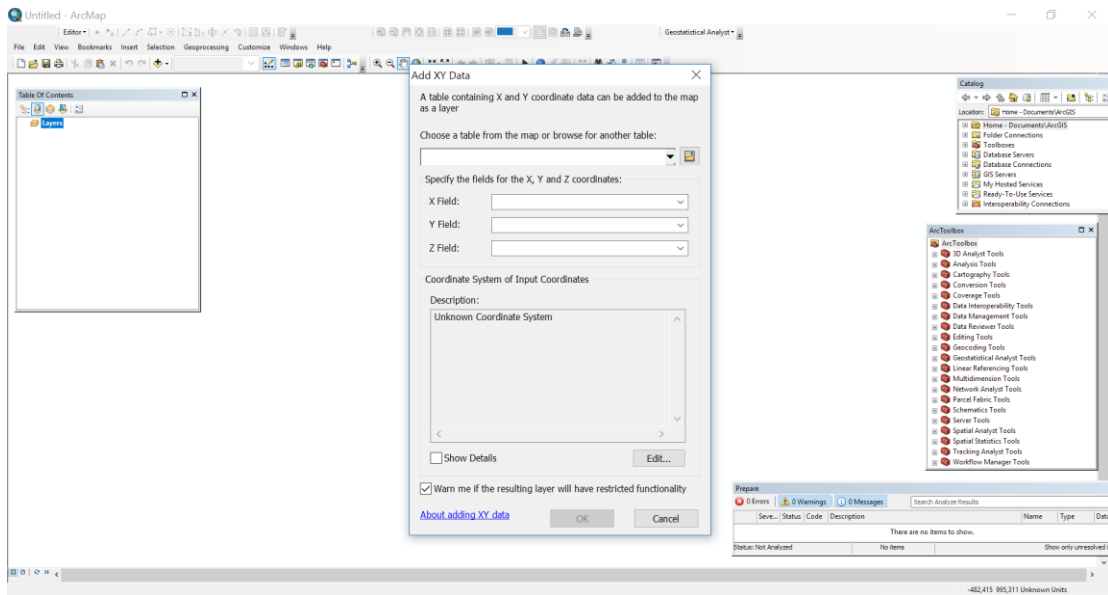 Untitled - ArcMap
Editor
Geostatistical Analyst
File Edit View Bookmarks Insert Selection Geoprocessing Customize Windows Help
Table Of Contents
Layers
Add XY Data
A table containing X and Y coordinate data can be added to the map
as a layer
Choose a table from the map or browse for another table:
Specify the fields for the X, Y and Z coordinates:
X Field:
Y Field:
Z Field:
Coordinate System of Input Coordinates
Description:
Unknown Coordinate System
Show Details
Edit...
Warn me if the resulting layer will have restricted functionality
About adding XY data
OK
Cancel
Catalog
Location: Home - Documents\ArcGIS
Home - Documents\ArcGIS
Folder Connections
Toolboxes
Database Servers
Database Connections
GIS Servers
My Hosted Services
Ready-To-Use Services
Interoperability Connections
ArcToolbox
ArcToolbox
3D Analyst Tools
Analysis Tools
Cartography Tools
Conversion Tools
Coverage Tools
Data Interoperability Tools
Data Management Tools
Data Reviewer Tools
Editing Tools
Geocoding Tools
Geostatistical Analyst Tools
Linear Referencing Tools
Multidimension Tools
Network Analyst Tools
Parcel Fabric Tools
Schematics Tools
Server Tools
Spatial Analyst Tools
Spatial Statistics Tools
Tracking Analyst Tools
Workflow Manager Tools
Prepare
0 Errors 0 Warnings 0 Messages Search Analyze Results
Seve... Status Code Description Name Type Data
There are no items to show.
Status: Not Analyzed No items Show only unresolved i
-482,415 995,311 Unknown Units